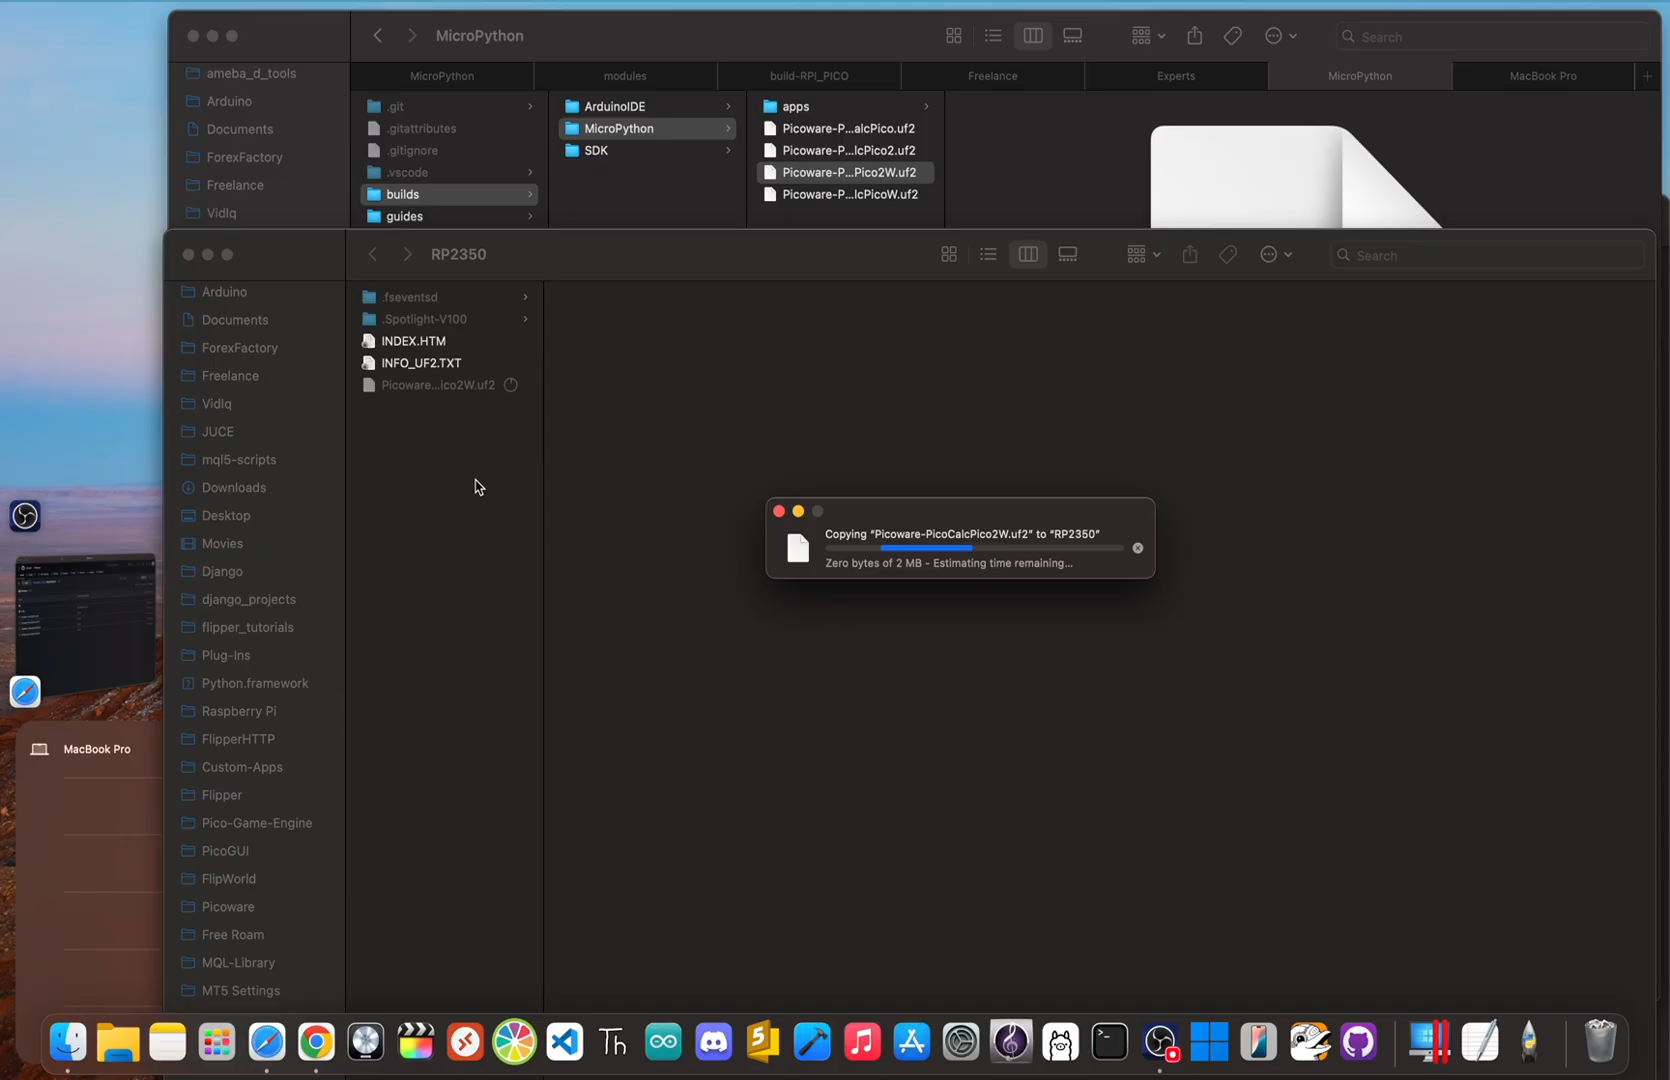 MicroPython
Search
MicroPython
modules
build-RPI_PICO
Freelance
Experts
MicroPython
MacBook Pro
ameba_d_tools
Arduino
Documents
ForexFactory
Freelance
VidIq
.git
.gitattributes
.gitignore
.vscode
builds
guides
ArduinoIDE
MicroPython
SDK
apps
Picoware-P...alcPico.uf2
Picoware-P...lcPico2.uf2
Picoware-P...Pico2W.uf2
Picoware-P...lcPicoW.uf2
RP2350
Search
Arduino
Documents
ForexFactory
Freelance
VidIq
JUCE
mql5-scripts
Downloads
Desktop
Movies
Django
django_projects
flipper_tutorials
Plug-Ins
Python.framework
Raspberry Pi
FlipperHTTP
Custom-Apps
Flipper
Pico-Game-Engine
PicoGUI
FlipWorld
Picoware
Free Roam
MQL-Library
MT5 Settings
.fseventsd
.Spotlight-V100
INDEX.HTM
INFO_UF2.TXT
Picoware...ico2W.uf2
Copying “Picoware-PicoCalcPico2W.uf2” to “RP2350”
Zero bytes of 2 MB - Estimating time remaining...
MacBook Pro
Th
5